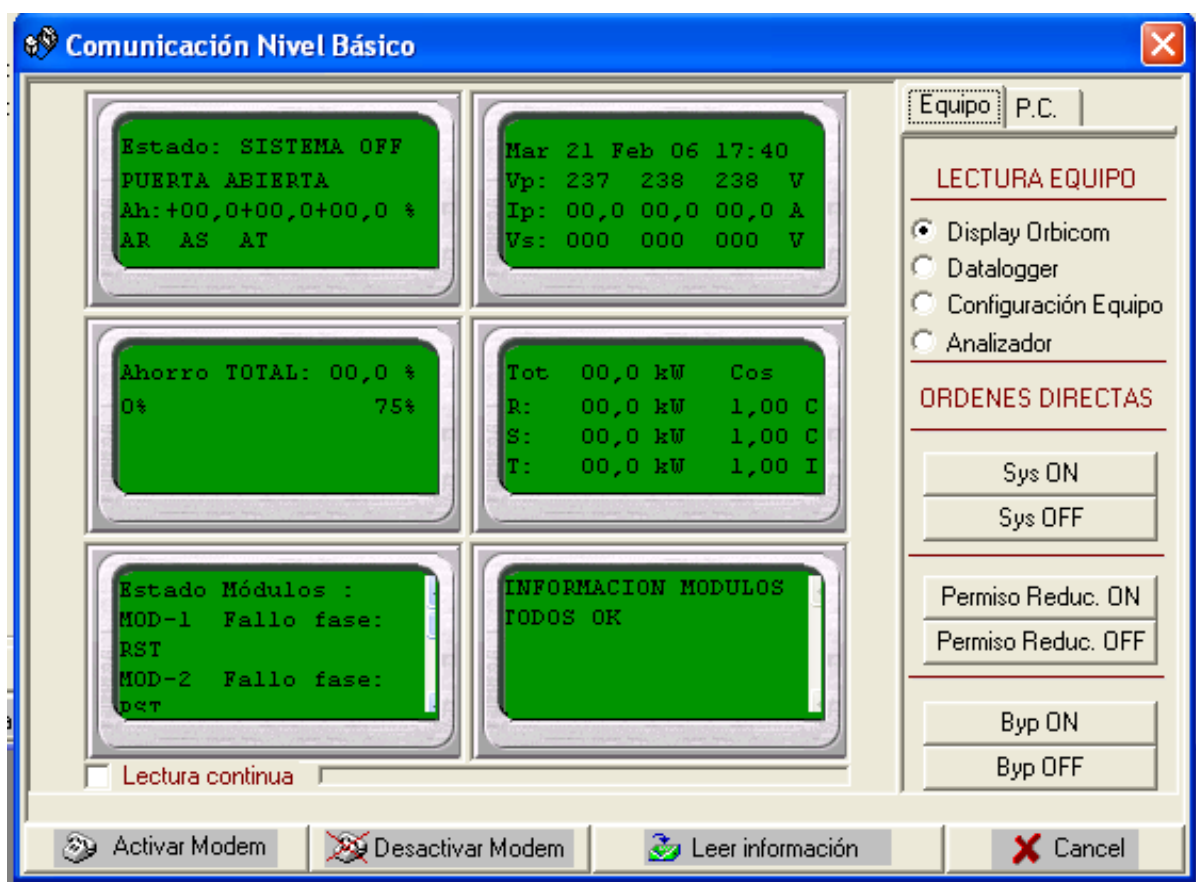 Comunicación Nivel Básico
Estado: SISTEMA OFF
PUERTA ABIERTA
Ah:+00,0+00,0+00,0 %
AR AS AT
Mar 21 Feb 06 17:40
Vp: 237 238 238 V
Ip: 00,0 00,0 00,0 A
Vs: 000 000 000 V
Ahorro TOTAL: 00,0 %
0% 75%
Tot 00,0 kW Cos
R: 00,0 kW 1,00 C
S: 00,0 kW 1,00 C
T: 00,0 kW 1,00 I
Estado Módulos :
MOD-1 Fallo fase:
RST
MOD-2 Fallo fase:
RST
INFORMACION MODULOS
TODOS OK
Lectura continua
Equipo P.C.
LECTURA EQUIPO
Display Orbicom
Datalogger
Configuración Equipo
Analizador
ORDENES DIRECTAS
Sys ON
Sys OFF
Permiso Reduc. ON
Permiso Reduc. OFF
Byp ON
Byp OFF
Activar Modem Desactivar Modem Leer información Cancel